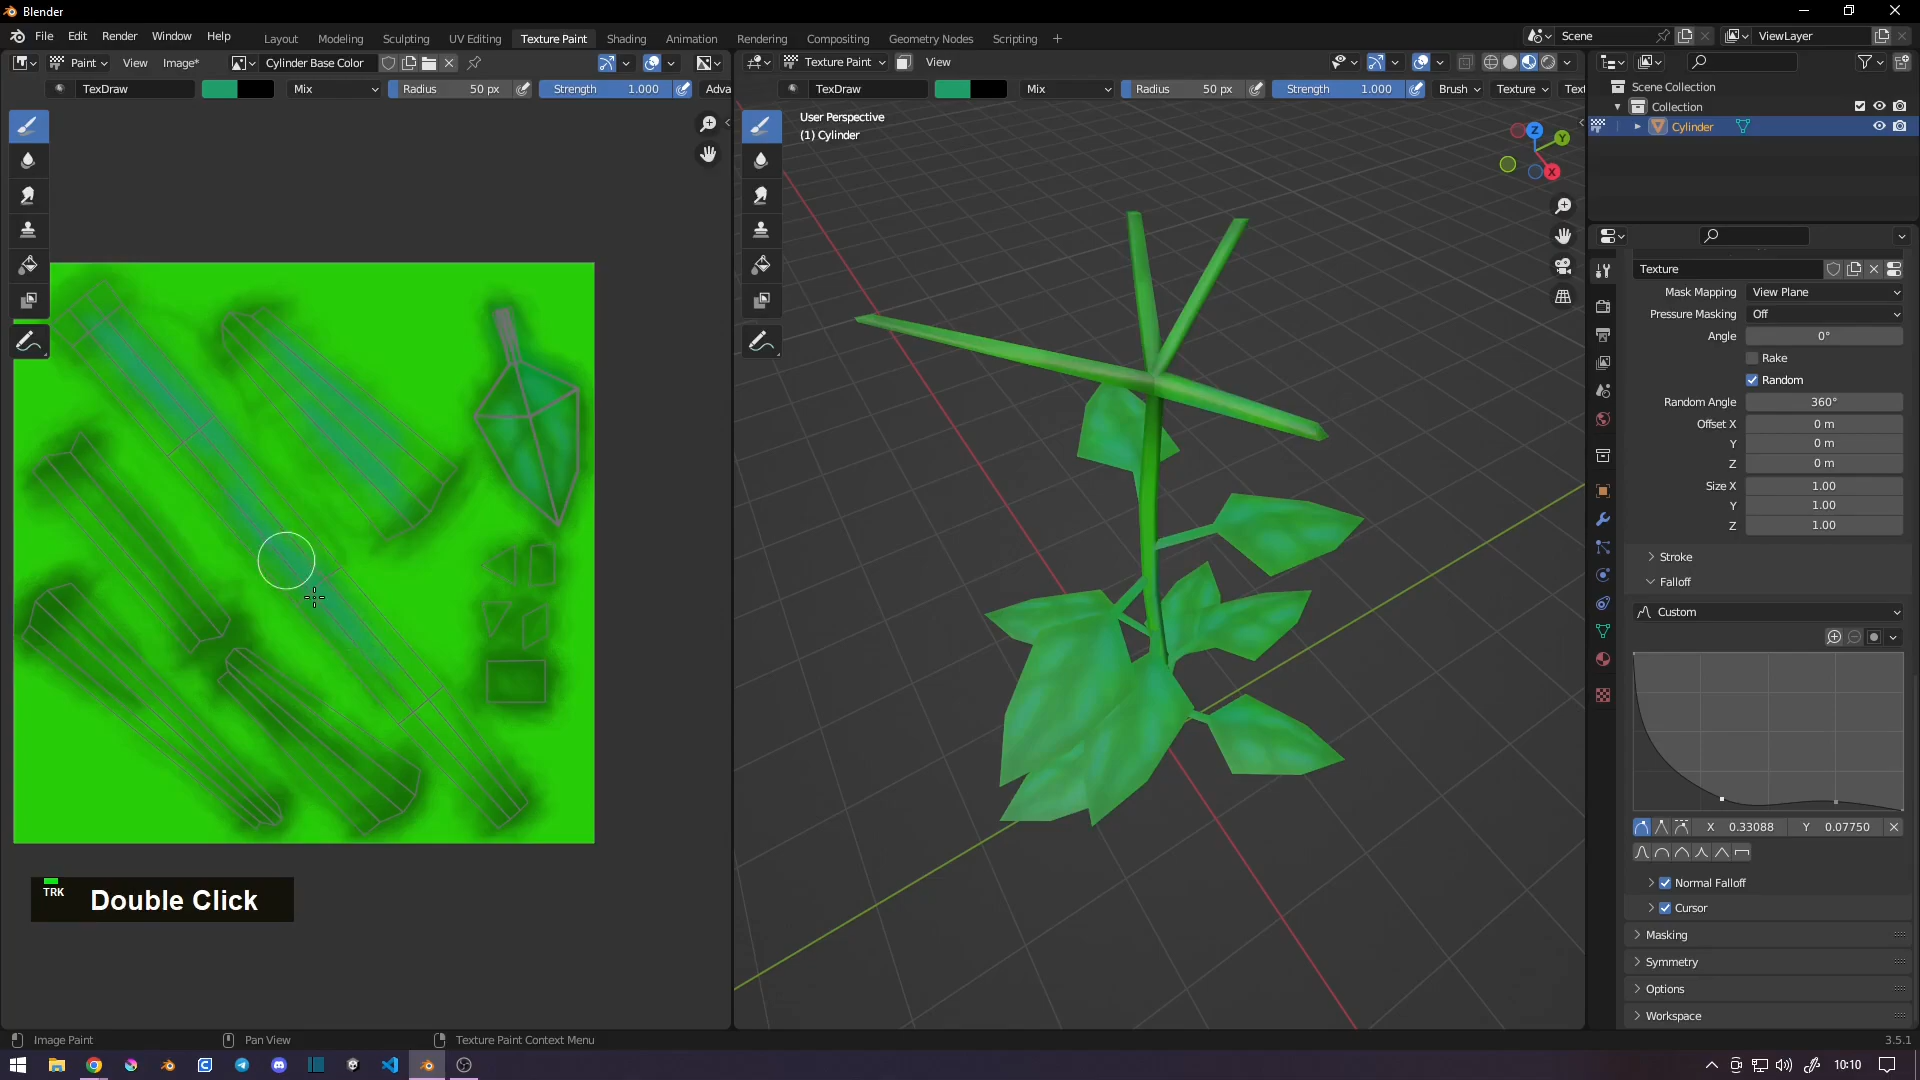 Blender
File Edit Render Window Help Layout Modeling Sculpting UV Editing Texture Paint Shading Animation Rendering Compositing Geometry Nodes Scripting + Scene ViewLayer
Paint View Image* Cylinder Base Color
Texture Paint View
TexDraw Mix Radius 50 px Strength 1.000 Adva
TexDraw Mix Radius 50 px Strength 1.000 Brush Texture Text
User Perspective
(1) Cylinder
Z Y X
Scene Collection
Collection
Cylinder
Texture
Mask Mapping View Plane
Pressure Masking Off
Angle 0°
Rake
Random
Random Angle 360°
Offset X 0 m
Y 0 m
Z 0 m
Size X 1.00
Y 1.00
Z 1.00
Stroke
Falloff
Custom
X 0.33088 Y 0.07750
Normal Falloff
Cursor
Masking
Symmetry
Options
Workspace
TRK Double Click
Image Paint Pan View Texture Paint Context Menu 3.5.1
10:10